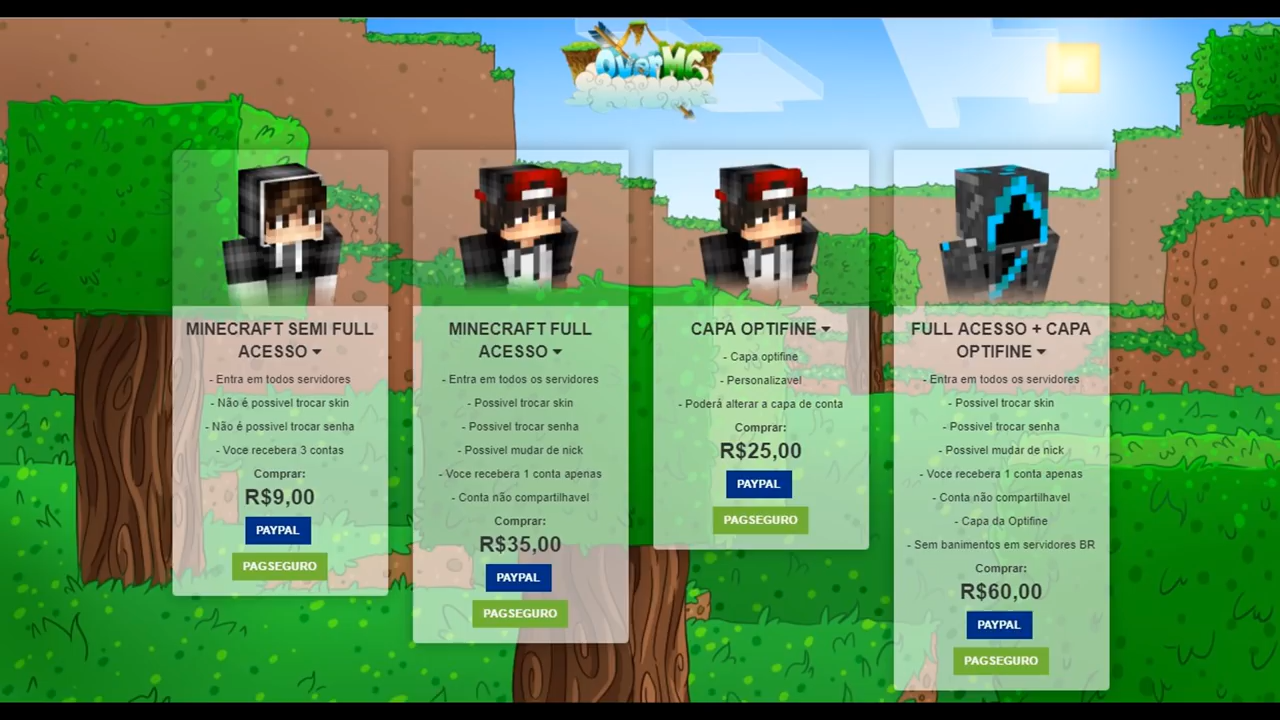 OverMC
MINECRAFT SEMI FULL
ACESSO
- Entra em todos servidores
- Não é possivel trocar skin
- Não é possivel trocar senha
- Voce recebera 3 contas
Comprar:
R$9,00
PAYPAL
PAGSEGURO
MINECRAFT FULL
ACESSO
- Entra em todos os servidores
- Possivel trocar skin
- Possivel trocar senha
- Possivel mudar de nick
- Voce recebera 1 conta apenas
- Conta não compartilhavel
Comprar:
R$35,00
PAYPAL
PAGSEGURO
CAPA OPTIFINE
- Capa optifine
- Personalizavel
- Poderá alterar a capa de conta
Comprar:
R$25,00
PAYPAL
PAGSEGURO
FULL ACESSO + CAPA
OPTIFINE
- Entra em todos os servidores
- Possivel trocar skin
- Possivel trocar senha
- Possivel mudar de nick
- Voce recebera 1 conta apenas
- Conta não compartilhavel
- Capa da Optifine
- Sem banimentos em servidores BR
Comprar:
R$60,00
PAYPAL
PAGSEGURO